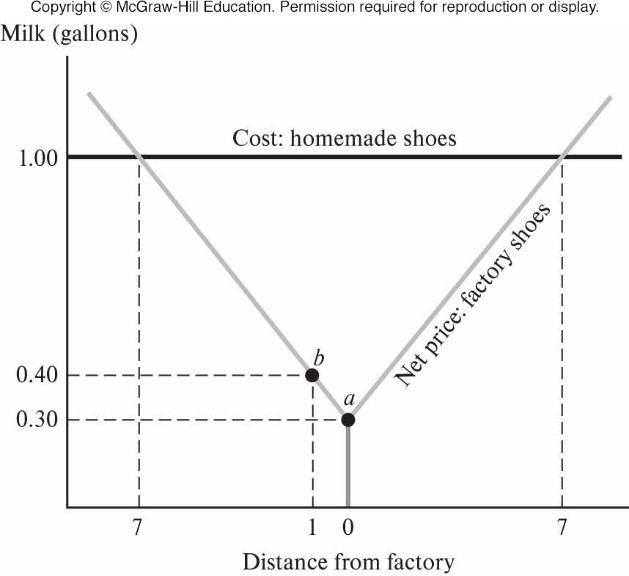 Copyright © McGraw-Hill Education. Permission required for reproduction or display.
Milk (gallons)
Cost: homemade shoes
1.00
Net price: factory shoes
b
0.40
a
0.30
7 1 0 7
Distance from factory